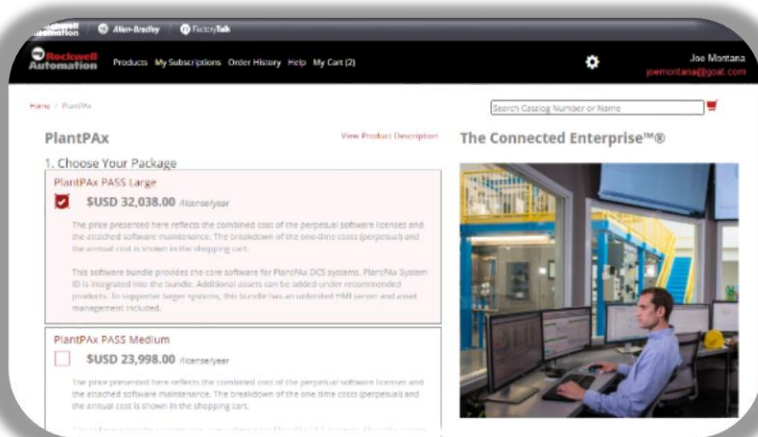 Rockwell Automation
Allen-Bradley
FactoryTalk
my Rockwell Automation
Products My Subscriptions Order History Help My Cart (2)
Joe Montana
joemontana@goat.com
Home / PlantPAx
Search Catalog Number or Name
PlantPAx
View Product Description
The Connected Enterprise™®
1. Choose Your Package
PlantPAx PASS Large
$USD 32,038.00 /license/year
The price presented here reflects the combined cost of the perpetual software licenses and
the attached software maintenance. The breakdown of the one-time costs (perpetual) and
the annual cost is shown in the shopping cart.
This software bundle provides the core software for PlantPAx DCS systems. PlantPAx System
ID is integrated into the bundle. Additional assets can be added under recommended
products. To supporter larger systems, this bundle has an unlimited HMI server and asset
management included.
PlantPAx PASS Medium
$USD 23,998.00 /license/year
The price presented here reflects the combined cost of the perpetual software licenses and
the attached software maintenance. The breakdown of the one-time costs (perpetual) and
the annual cost is shown in the shopping cart.